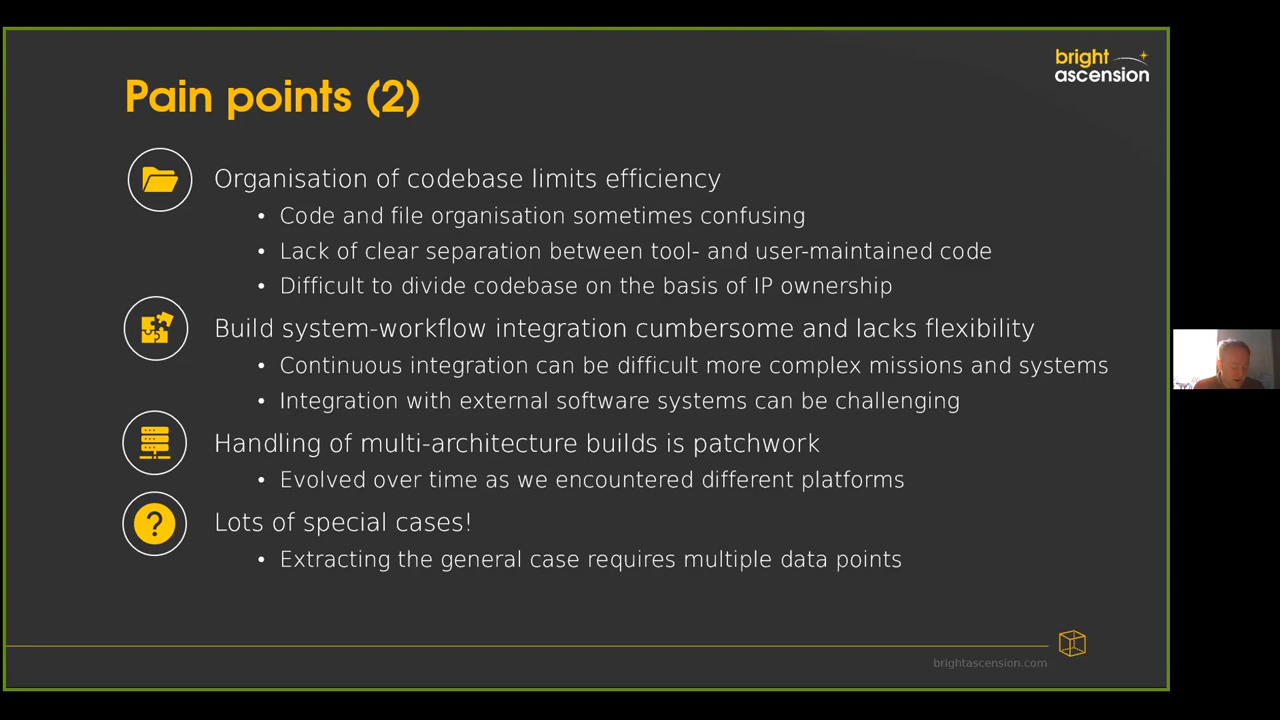 bright
ascension
Pain points (2)
Organisation of codebase limits efficiency
• Code and file organisation sometimes confusing
• Lack of clear separation between tool- and user-maintained code
• Difficult to divide codebase on the basis of IP ownership
Build system-workflow integration cumbersome and lacks flexibility
• Continuous integration can be difficult more complex missions and systems
• Integration with external software systems can be challenging
Handling of multi-architecture builds is patchwork
• Evolved over time as we encountered different platforms
?
Lots of special cases!
• Extracting the general case requires multiple data points
brightascension.com